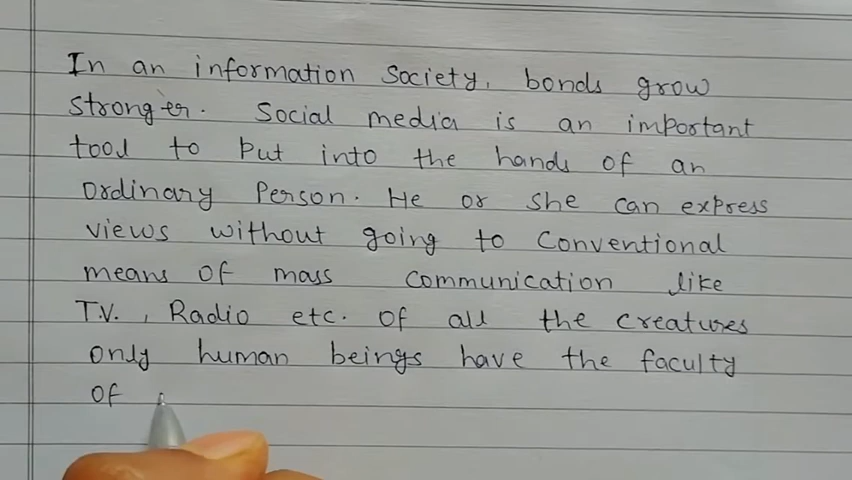 In an information Society, bonds grow
stronger. Social media is an important
tool to put into the hands of an
ordinary person. He or she can express
views without going to conventional
means of mass communication like
T.V., Radio etc. Of all the creatures
only human beings have the faculty
of